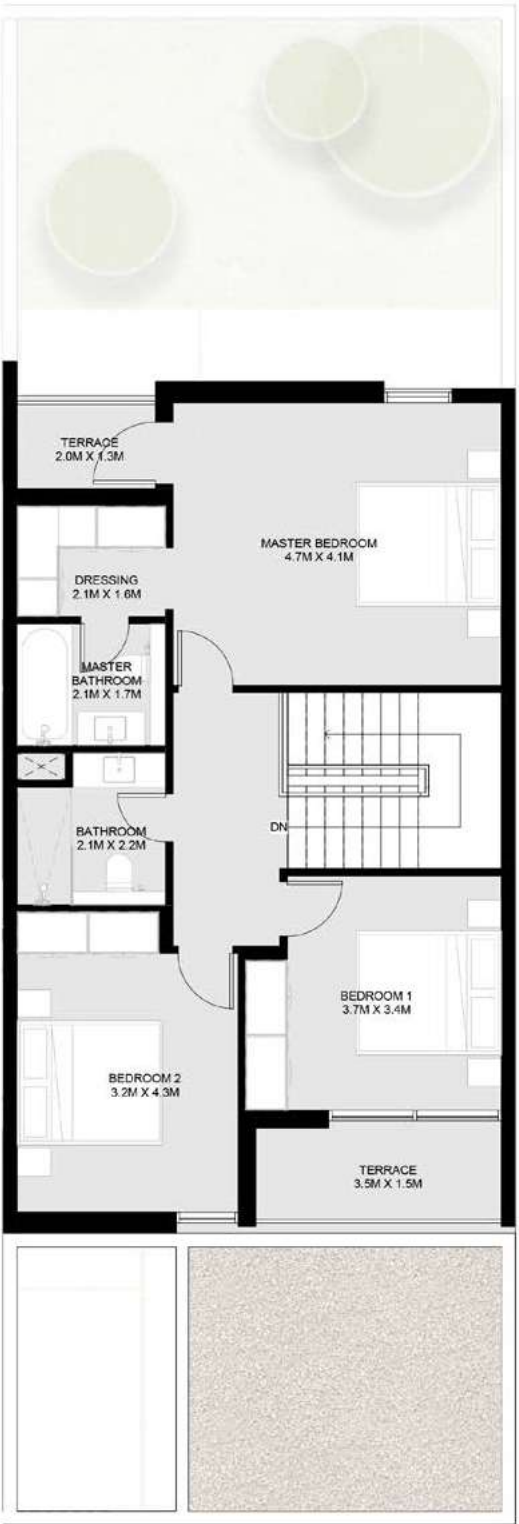 TERRACE
2.0M X 1.3M
MASTER BEDROOM
4.7M X 4.1M
DRESSING
2.1M X 1.6M
MASTER
BATHROOM
2.1M X 1.7M
BATHROOM
2.1M X 2.2M
DN
BEDROOM 1
3.7M X 3.4M
BEDROOM 2
3.2M X 4.3M
TERRACE
3.5M X 1.5M